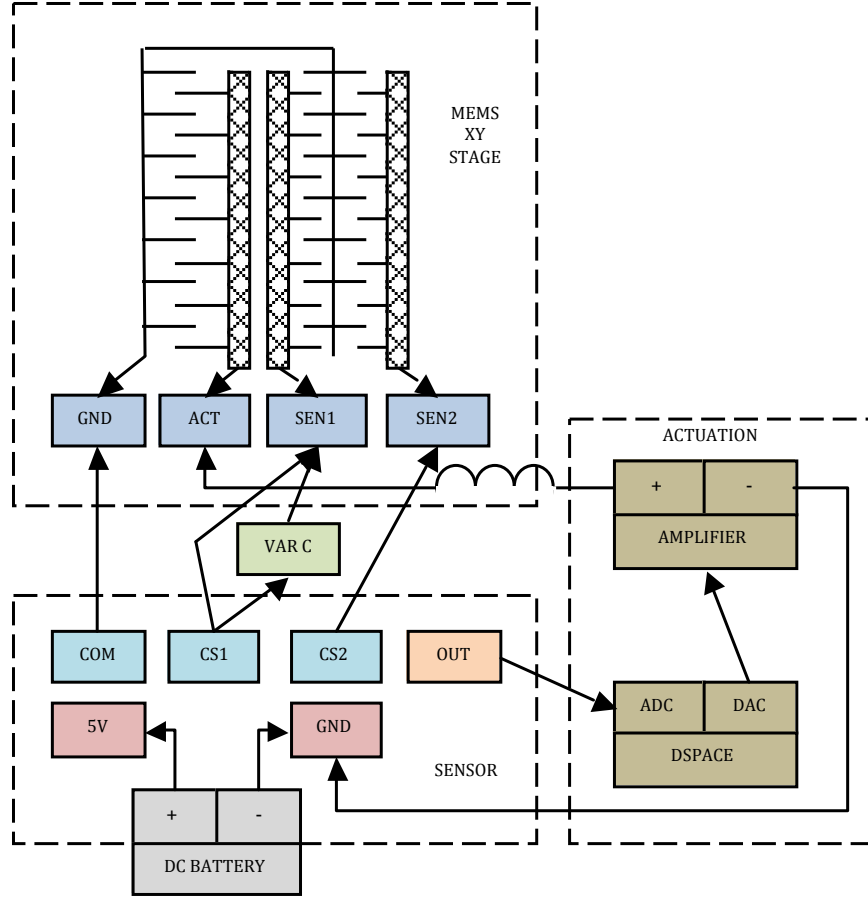 MEMS
XY
STAGE
GND
ACT
SEN1
SEN2
ACTUATION
+
-
AMPLIFIER
VAR C
COM
CS1
CS2
OUT
ADC
DAC
5V
GND
DSPACE
SENSOR
+
-
DC BATTERY